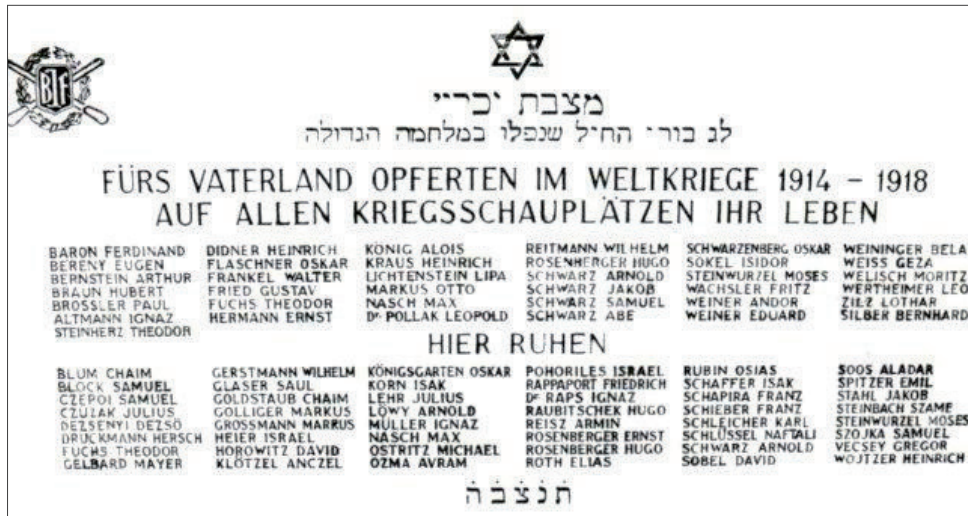 BJF
מצבת יכריי
לג בורי החיל שנפלו במלחמה הגדולה
FÜRS VATERLAND OPFERTEN IM WELTKRIEGE 1914 – 1918
AUF ALLEN KRIEGSSCHAUPLÄTZEN IHR LEBEN
BARON FERDINAND DIDNER HEINRICH KÖNIG ALOIS REITMANN WILHELM SCHWARZENBERG OSKAR WEININGER BELA
BERENY EUGEN FLASCHNER OSKAR KRAUS HEINRICH ROSENHERGER HUGO SOKEL ISIDOR WEISS GEZA
BERNSTEIN ARTHUR FRANKEL WALTER LICHTENSTEIN LIPA SCHWARZ ARNOLD STEINWURZEL MOSES WELISCH MORITZ
BRAUN HUBERT FRIED GUSTAV MARKUS OTTO SCHWARZ JAKOB WACHSLER FRITZ WERTHEIMER LEO
BROSSLER PAUL FUCHS THEODOR NASCH MAX SCHWARZ SAMUEL WEINER ANDOR ZILZ LOTHAR
ALTMANN IGNAZ HERMANN ERNST Dr. POLLAK LEOPOLD SCHWARZ ABE WEINER EDUARD SILBER BERNHARD
STEINHERZ THEODOR
HIER RUHEN
BLUM CHAIM GERSTMANN WILHELM KÖNIGSGARTEN OSKAR POHORILES ISRAEL RUBIN OSIAS SOOS ALADAR
BLOCK SAMUEL GLASER SAUL KORN ISAK RAPPAPORT FRIEDRICH SCHAFFER ISAK SPITZER EMIL
CZEPOI SAMUEL GOLDSTAUB CHAIM LEHR JULIUS Dr RAPS IGNAZ SCHAPIRA FRANZ STAHL JAKOB
CZUZAK JULIUS GOLLIGER MARKUS LÖWY ARNOLD RAUBITSCHEK HUGO SCHIEBER FRANZ STEINBACH SZAME
DEZSENYI DEZSÖ GROSSMANN MARKUS MÜLLER IGNAZ REISZ ARMIN SCHLEICHER KARL STEINWURZEL MOSES
DRUCKMANN HERSCH HEIER ISRAEL NASCH MAX ROSENBERGER ERNST SCHLÜSSEL NAFTALI SZOJKA SAMUEL
FUCHS THEODOR HOROWITZ DAVID OSTRITZ MICHAEL ROSENBERGER HUGO SCHWARZ ARNOLD VECSEY GREGOR
GELBARD MAYER KLÖTZEL ANCZEL OZMA AVRAM ROTH ELIAS SOBEL DAVID WOJTZER HEINRICH
תנצבה